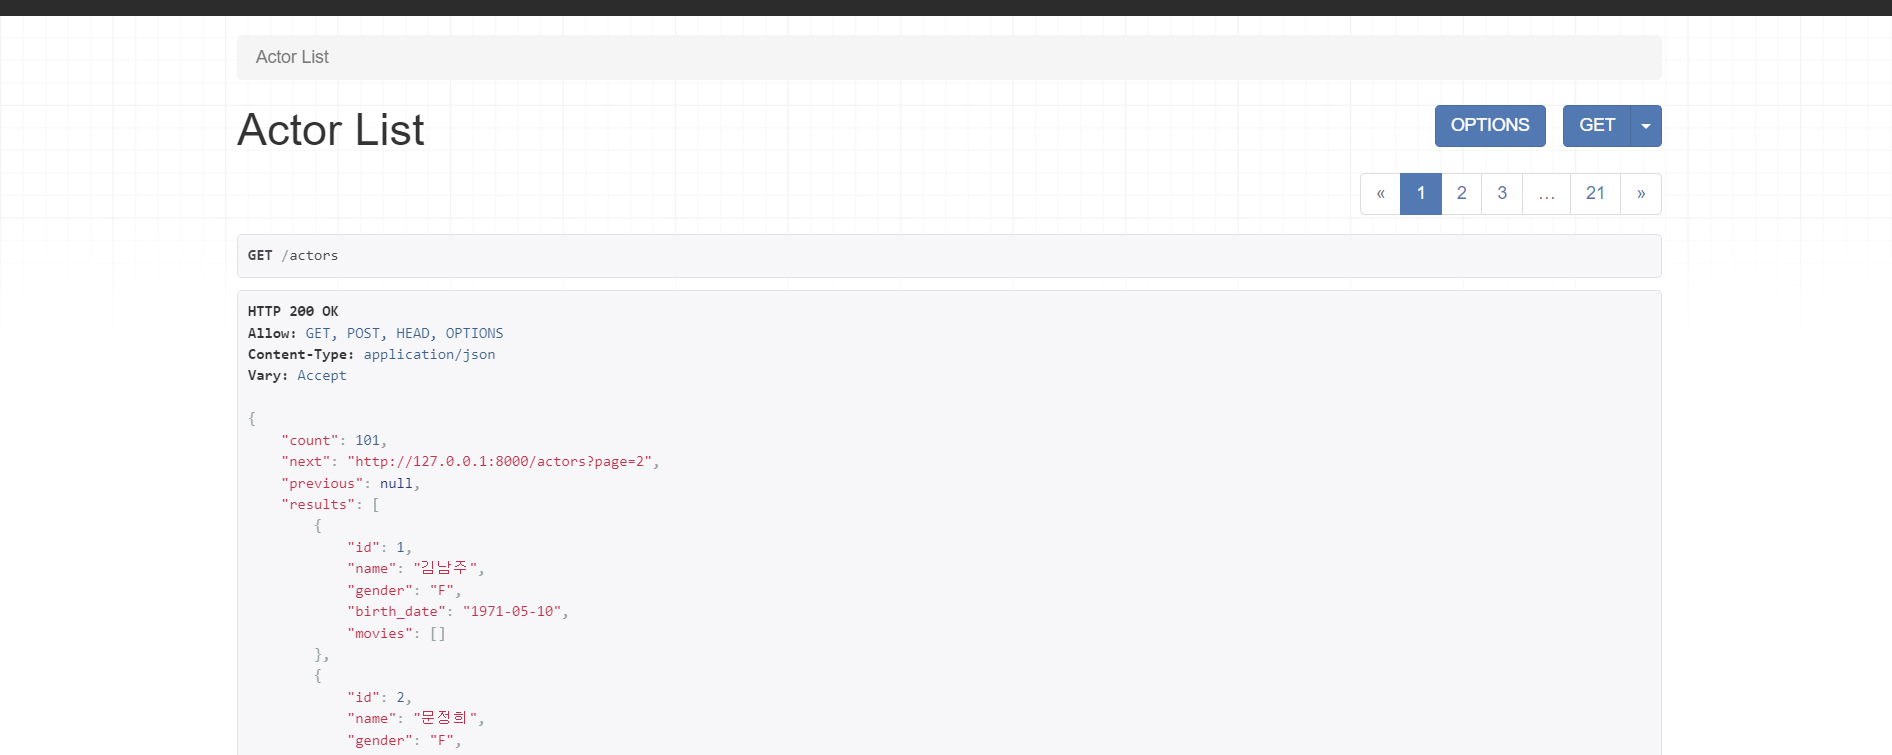 Actor List
Actor List
OPTIONS
GET
« 1 2 3 … 21 »
GET /actors
HTTP 200 OK
Allow: GET, POST, HEAD, OPTIONS
Content-Type: application/json
Vary: Accept
{
    "count": 101,
    "next": "http://127.0.0.1:8000/actors?page=2",
    "previous": null,
    "results": [
        {
            "id": 1,
            "name": "김남주",
            "gender": "F",
            "birth_date": "1971-05-10",
            "movies": []
        },
        {
            "id": 2,
            "name": "문정희",
            "gender": "F",